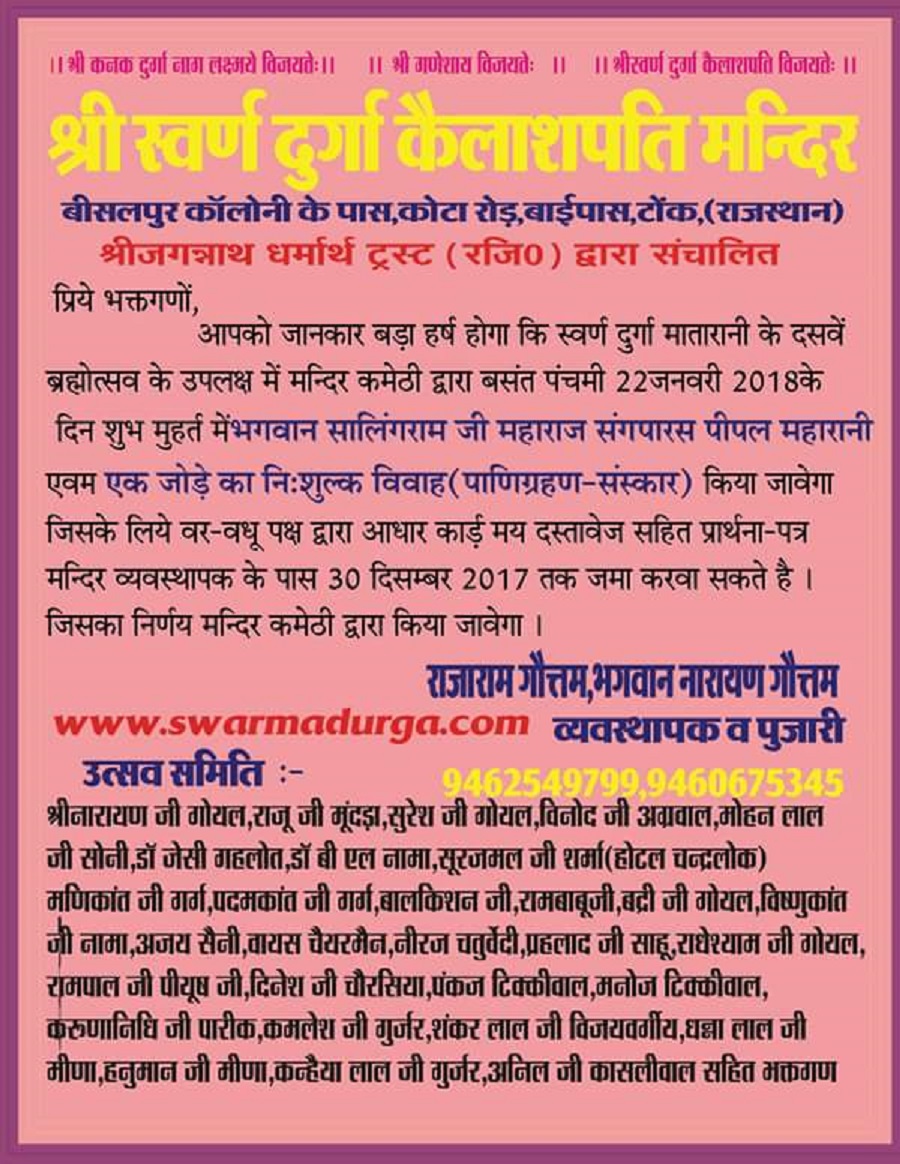 ।। श्री कनक दुर्गा नाग लक्ष्मये विजयतेः।। ।। श्री गणेशाय विजयतेः ।। ।। श्रीस्वर्ण दुर्गा कैलाशपति विजयतेः ।।
श्री स्वर्ण दुर्गा कैलाशपति मन्दिर
बीसलपुर कॉलोनी के पास,कोटा रोड़,बाईपास,टोंक,(राजस्थान)
श्रीजगन्नाथ धर्मार्थ ट्रस्ट (रजि0) द्वारा संचालित
प्रिये भक्तगणों,
आपको जानकार बड़ा हर्ष होगा कि स्वर्ण दुर्गा मातारानी के दसवें
ब्रह्मोत्सव के उपलक्ष में मन्दिर कमेठी द्वारा बसंत पंचमी 22जनवरी 2018के
दिन शुभ मुहर्त मेंभगवान सालिंगराम जी महाराज संगपारस पीपल महारानी
एवम एक जोड़े का निःशुल्क विवाह(पाणिग्रहण-संस्कार) किया जावेगा
जिसके लिये वर-वधू पक्ष द्वारा आधार कार्ड़ मय दस्तावेज सहित प्रार्थना-पत्र
मन्दिर व्यवस्थापक के पास 30 दिसम्बर 2017 तक जमा करवा सकते है ।
जिसका निर्णय मन्दिर कमेठी द्वारा किया जावेगा ।
राजाराम गौत्तम,भगवान नारायण गौत्तम
www.swarmadurga.com व्यवस्थापक व पुजारी
उत्सव समिति :- 9462549799,9460675345
श्रीनारायण जी गोयल,राजू जी मूंदड़ा,सुरेश जी गोयल,विनोद जी अग्रवाल,मोहन लाल
जी सोनी,डॉ जेसी गहलोत,डॉ बी एल नामा,सूरजमल जी शर्मा(होटल चन्द्रलोक)
मणिकांत जी गर्ग,पदमकांत जी गर्ग,बालकिशन जी,रामबाबूजी,बद्री जी गोयल,विष्णुकांत
जी नामा,अजय सैनी,वायस चैयरमैन,नीरज चतुर्वेदी,प्रहलाद जी साहू,राधेश्याम जी गोयल,
रामपाल जी पीयूष जी,दिनेश जी चौरसिया,पंकज टिक्कीवाल,मनोज टिक्कीवाल,
करूणानिधि जी पारीक,कमलेश जी गुर्जर,शंकर लाल जी विजयवर्गीय,धन्ना लाल जी
मीणा,हनुमान जी मीणा,कन्हैया लाल जी गुर्जर,अनिल जी कासलीवाल सहित भक्तगण